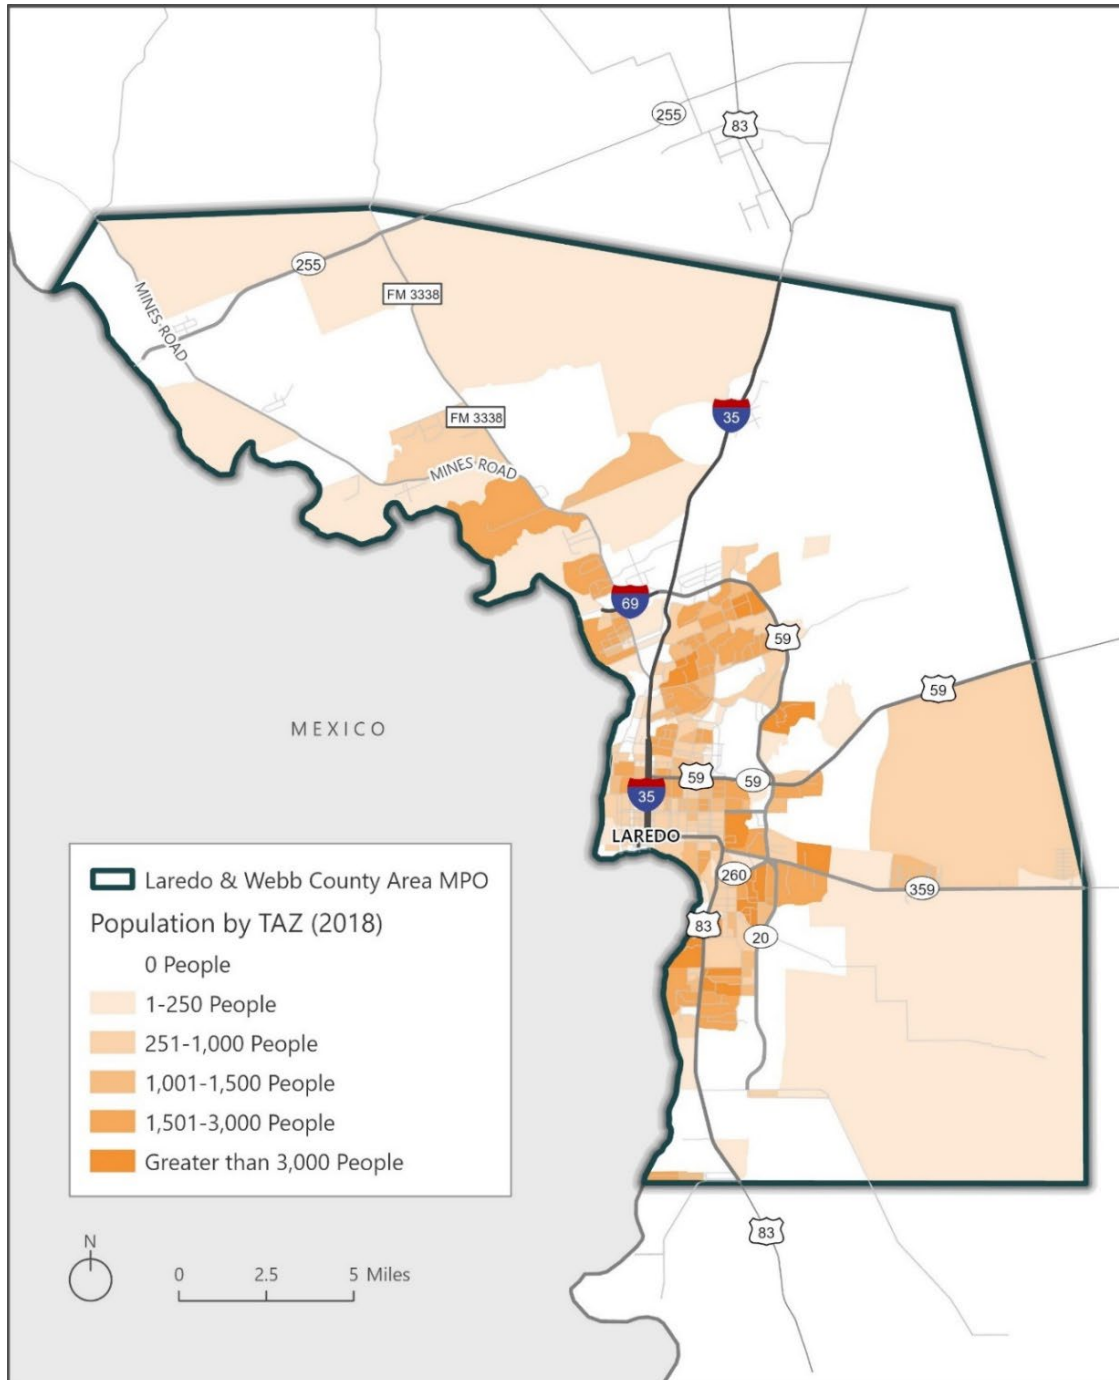 255
83
255
MINES ROAD
FM 3338
FM 3338
35
MINES ROAD
69
59
59
MEXICO
59
59
35
LAREDO
260
359
83
20
83
Laredo & Webb County Area MPO
Population by TAZ (2018)
0 People
1-250 People
251-1,000 People
1,001-1,500 People
1,501-3,000 People
Greater than 3,000 People
N
0 2.5 5 Miles